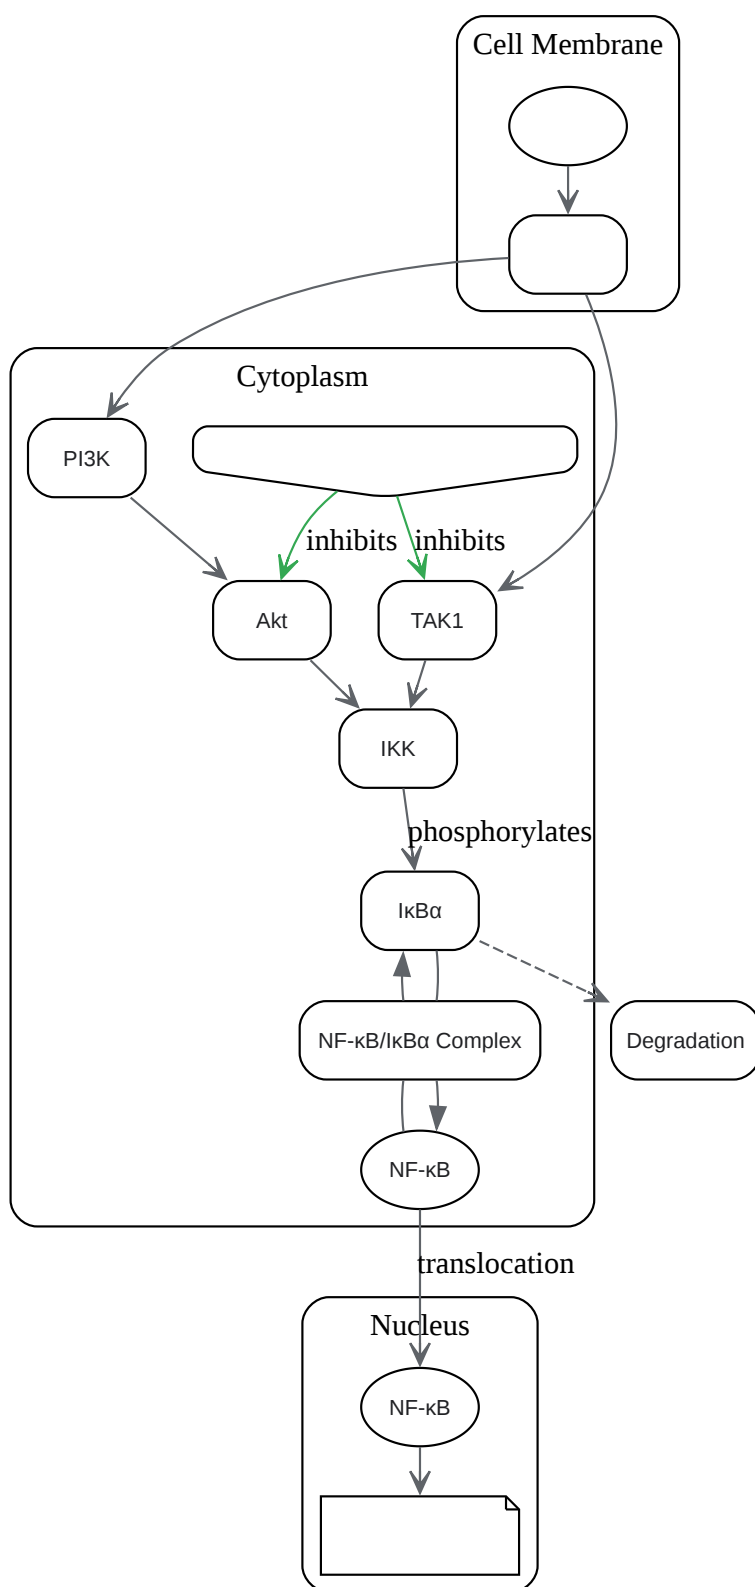 Cell Membrane
Cytoplasm
PI3K
inhibits
inhibits
Akt
TAK1
IKK
phosphorylates
IκBα
NF-κB/IκBα Complex
Degradation
NF-κB
translocation
Nucleus
NF-κB